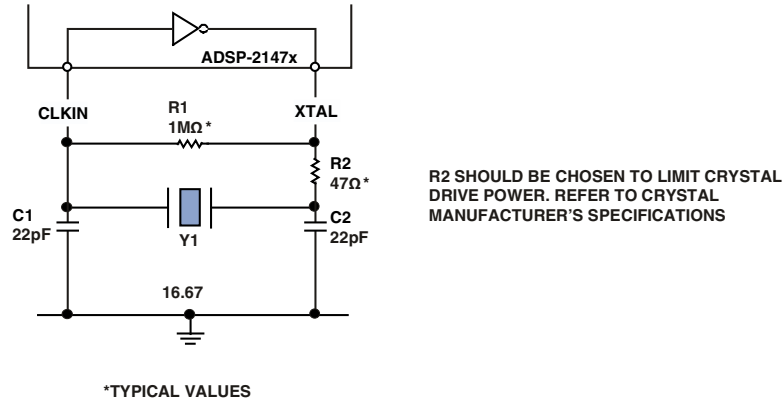 ADSP-2147x
CLKIN
R1
1MΩ*
XTAL
R2
47Ω*
R2 SHOULD BE CHOSEN TO LIMIT CRYSTAL
DRIVE POWER. REFER TO CRYSTAL
MANUFACTURER'S SPECIFICATIONS
C1
22pF
Y1
C2
22pF
16.67
*TYPICAL VALUES